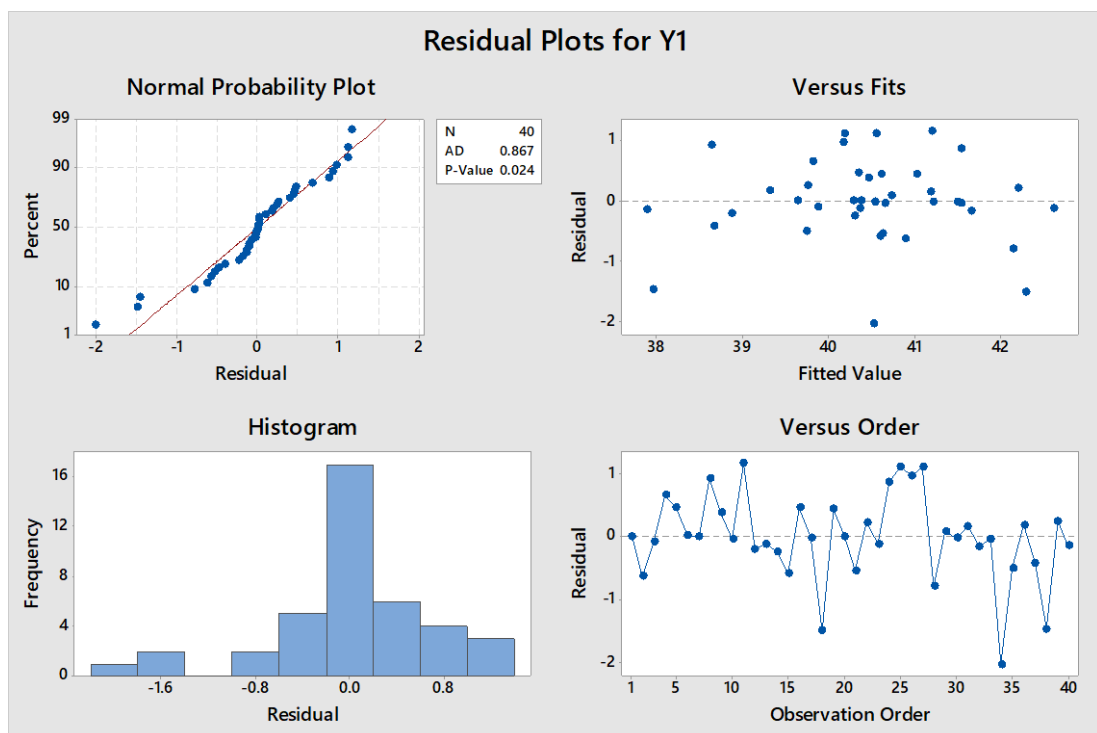 Residual Plots for Y1
Normal Probability Plot
99
90
50
10
1
Percent
-2 -1 0 1 2
Residual
N 40
AD 0.867
P-Value 0.024
Versus Fits
1
0
-1
-2
Residual
38 39 40 41 42
Fitted Value
Histogram
16
12
8
4
0
Frequency
-1.6 -0.8 0.0 0.8
Residual
Versus Order
1
0
-1
-2
Residual
1 5 10 15 20 25 30 35 40
Observation Order